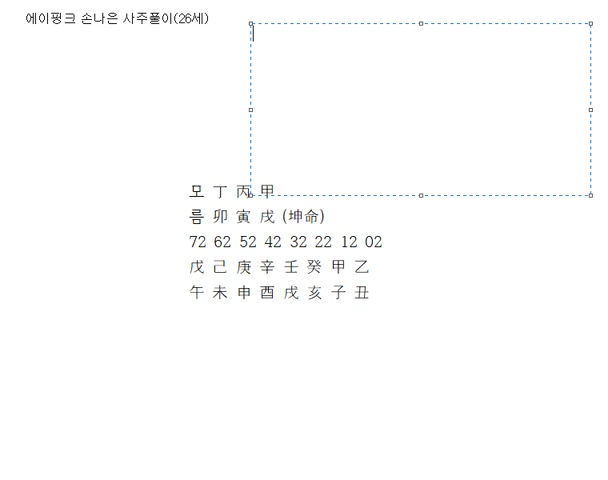 에이핑크 손나은 사주풀이(26세)
모 丁 丙 甲
름 卯 寅 戌 (坤命)
72 62 52 42 32 22 12 02
戊 己 庚 辛 壬 癸 甲 乙
午 未 申 酉 戌 亥 子 丑